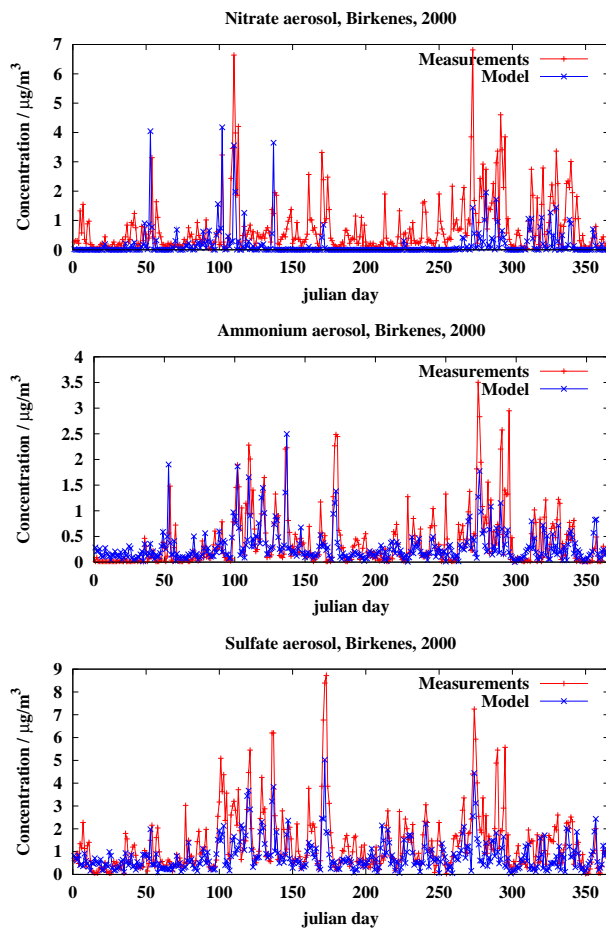 Nitrate aerosol, Birkenes, 2000
Concentration / μg/m³
7
6
5
4
3
2
1
0
Measurements
Model
0 50 100 150 200 250 300 350
julian day
Ammonium aerosol, Birkenes, 2000
Concentration / μg/m³
4
3.5
3
2.5
2
1.5
1
0.5
0
Measurements
Model
0 50 100 150 200 250 300 350
julian day
Sulfate aerosol, Birkenes, 2000
Concentration / μg/m³
9
8
7
6
5
4
3
2
1
0
Measurements
Model
0 50 100 150 200 250 300 350
julian day